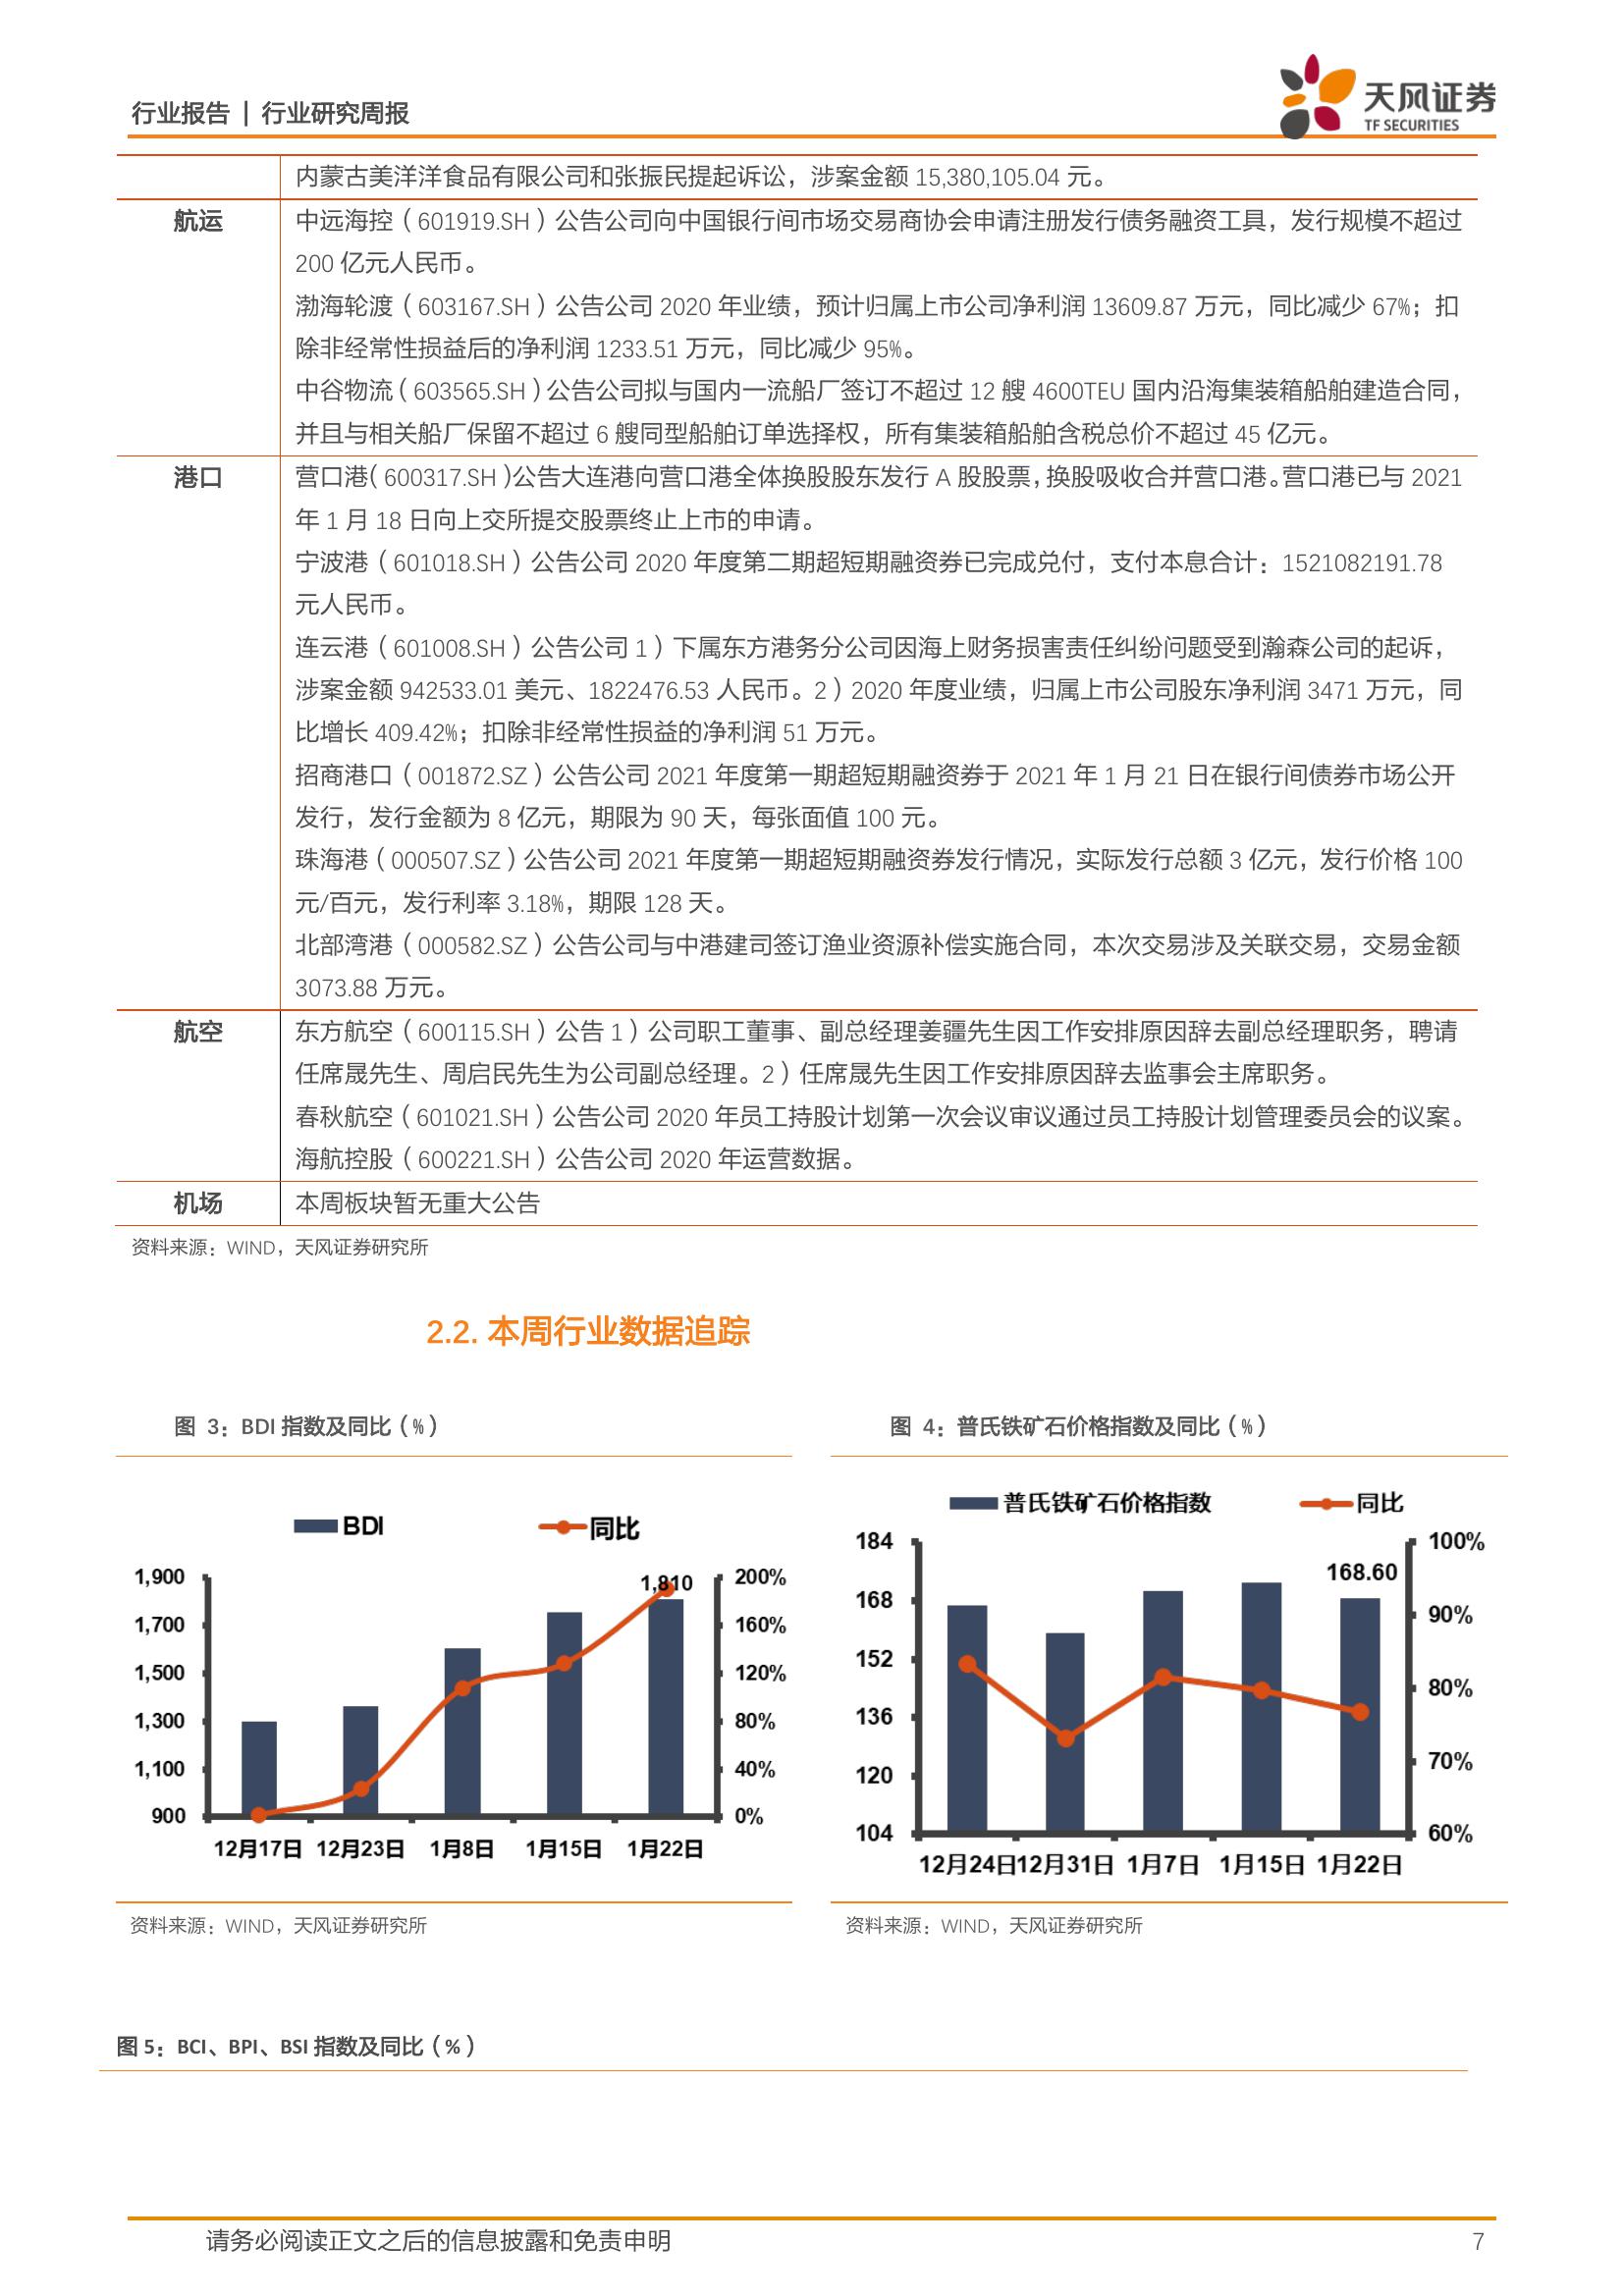 行业报告 | 行业研究周报
天风证券
TF SECURITIES
内蒙古美洋洋食品有限公司和张振民提起诉讼，涉案金额 15,380,105.04 元。
航运
中远海控（601919.SH）公告公司向中国银行间市场交易商协会申请注册发行债务融资工具，发行规模不超过
200 亿元人民币。
渤海轮渡（603167.SH）公告公司 2020 年业绩，预计归属上市公司净利润 13609.87 万元，同比减少 67%；扣
除非经常性损益后的净利润 1233.51 万元，同比减少 95%。
中谷物流（603565.SH）公告公司拟与国内一流船厂签订不超过 12 艘 4600TEU 国内沿海集装箱船舶建造合同，
并且与相关船厂保留不超过 6 艘同型船舶订单选择权，所有集装箱船舶含税总价不超过 45 亿元。
港口
营口港（600317.SH）公告大连港向营口港全体换股股东发行 A 股股票，换股吸收合并营口港。营口港已与 2021
年 1 月 18 日向上交所提交股票终止上市的申请。
宁波港（601018.SH）公告公司 2020 年度第二期超短期融资券已完成兑付，支付本息合计：1521082191.78
元人民币。
连云港（601008.SH）公告公司 1）下属东方港务分公司因海上财务损害责任纠纷问题受到瀚森公司的起诉，
涉案金额 942533.01 美元、1822476.53 人民币。2）2020 年度业绩，归属上市公司股东净利润 3471 万元，同
比增长 409.42%；扣除非经常性损益的净利润 51 万元。
招商港口（001872.SZ）公告公司 2021 年度第一期超短期融资券于 2021 年 1 月 21 日在银行间债券市场公开
发行，发行金额为 8 亿元，期限为 90 天，每张面值 100 元。
珠海港（000507.SZ）公告公司 2021 年度第一期超短期融资券发行情况，实际发行总额 3 亿元，发行价格 100
元/百元，发行利率 3.18%，期限 128 天。
北部湾港（000582.SZ）公告公司与中港建司签订渔业资源补偿实施合同，本次交易涉及关联交易，交易金额
3073.88 万元。
航空
东方航空（600115.SH）公告 1）公司职工董事、副总经理姜疆先生因工作安排原因辞去副总经理职务，聘请
任席晟先生、周启民先生为公司副总经理。2）任席晟先生因工作安排原因辞去监事会主席职务。
春秋航空（601021.SH）公告公司 2020 年员工持股计划第一次会议审议通过员工持股计划管理委员会的议案。
海航控股（600221.SH）公告公司 2020 年运营数据。
机场
本周板块暂无重大公告
资料来源：WIND，天风证券研究所
2.2. 本周行业数据追踪
图 3：BDI 指数及同比（%）
BDI 同比
1,900
1,700
1,500
1,300
1,100
900
1,810
200%
160%
120%
80%
40%
0%
12月17日 12月23日 1月8日 1月15日 1月22日
资料来源：WIND，天风证券研究所
图 4：普氏铁矿石价格指数及同比（%）
普氏铁矿石价格指数 同比
184
168
152
136
120
104
168.60
100%
90%
80%
70%
60%
12月24日 12月31日 1月7日 1月15日 1月22日
资料来源：WIND，天风证券研究所
图 5：BCI、BPI、BSI 指数及同比（%）
请务必阅读正文之后的信息披露和免责申明
7